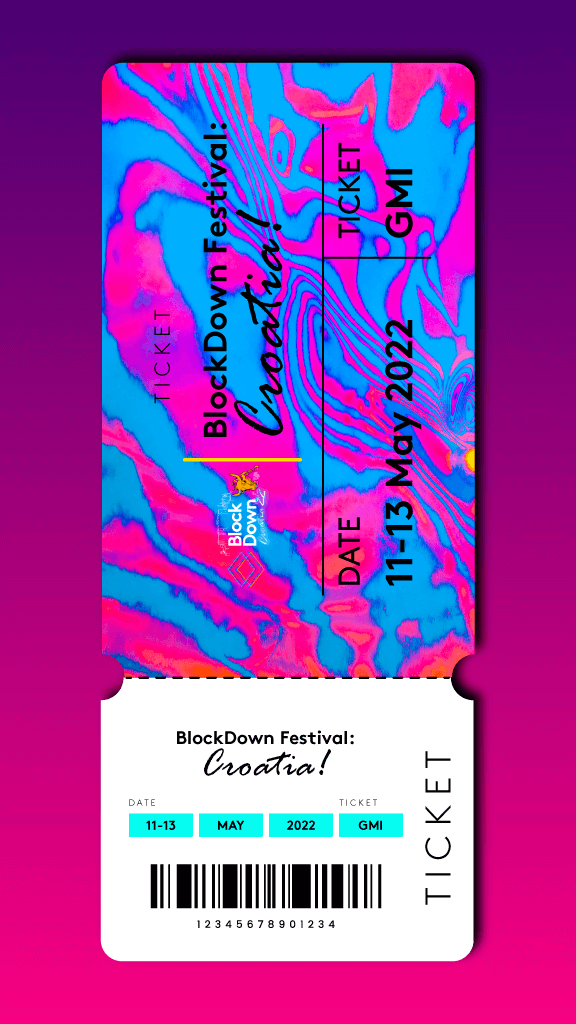 TICKET
BlockDown Festival:
Croatia!
Block
Down
DATE
11-13 May 2022
TICKET
GMI
BlockDown Festival:
Croatia!
DATE
TICKET
11-13 MAY 2022 GMI
12345678901234
TICKET